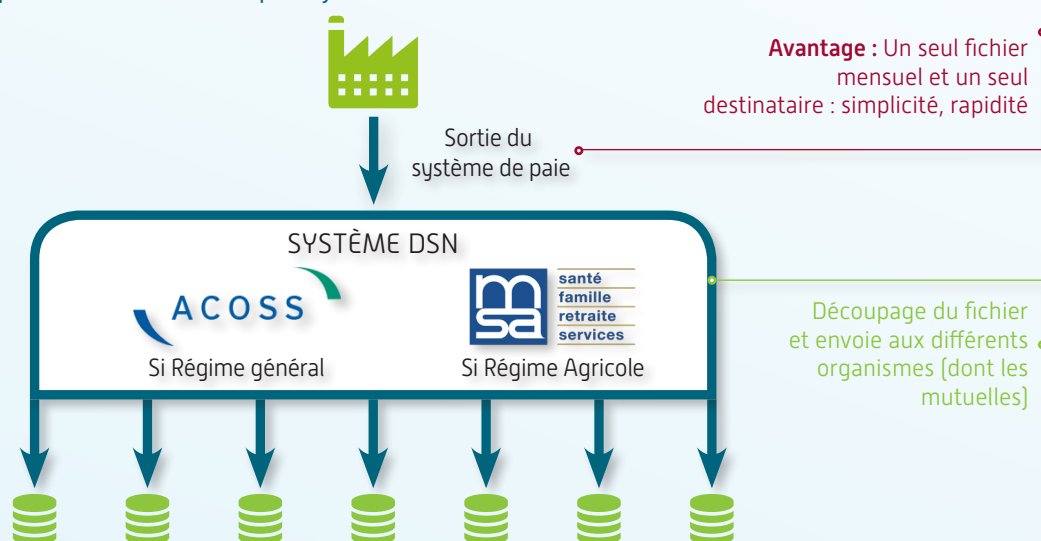 Avantage : Un seul fichier
mensuel et un seul
destinataire : simplicité, rapidité
Sortie du
système de paie
SYSTÈME DSN
ACOSS
msa
santé
famille
retraite
services
Si Régime général
Si Régime Agricole
Découpage du fichier
et envoie aux différents
organismes (dont les
mutuelles)